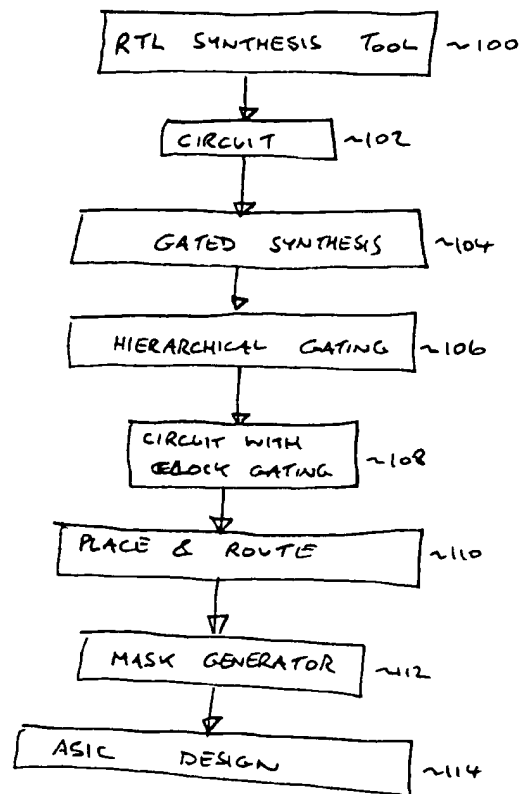 RTL SYNTHESIS TOOL ~100
CIRCUIT ~102
GATED SYNTHESIS ~104
HIERARCHICAL GATING ~106
CIRCUIT WITH
CLOCK GATING ~108
PLACE & ROUTE ~110
MASK GENERATOR ~112
ASIC DESIGN ~114